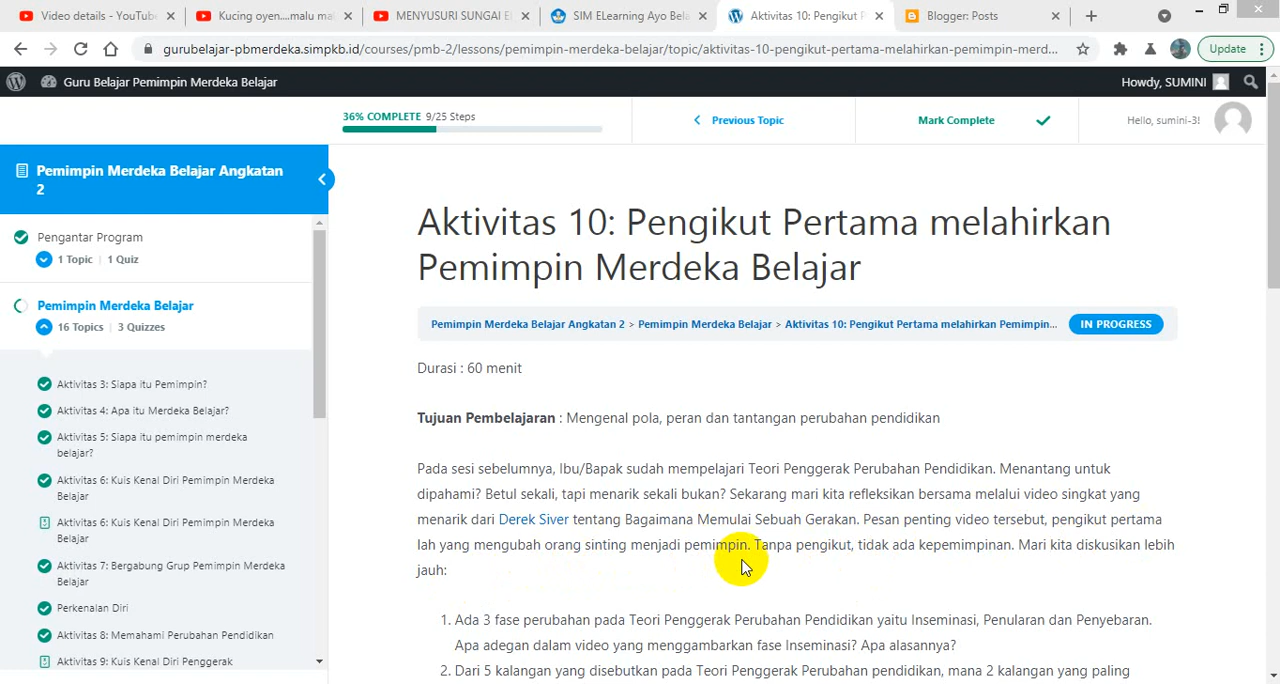 Video details - YouTube
Kucing oyen....malu ma
MENYUSURI SUNGAI E
SIM ELearning Ayo Bela
Aktivitas 10: Pengikut P
Blogger: Posts
gurubelajar-pbmerdeka.simpkb.id/courses/pmb-2/lessons/pemimpin-merdeka-belajar/topic/aktivitas-10-pengikut-pertama-melahirkan-pemimpin-merd...
Update
Guru Belajar Pemimpin Merdeka Belajar
Howdy, SUMINI
36% COMPLETE 9/25 Steps
Previous Topic
Mark Complete
Hello, sumini-3!
Pemimpin Merdeka Belajar Angkatan
2
Pengantar Program
1 Topic | 1 Quiz
Pemimpin Merdeka Belajar
16 Topics | 3 Quizzes
Aktivitas 3: Siapa itu Pemimpin?
Aktivitas 4: Apa itu Merdeka Belajar?
Aktivitas 5: Siapa itu pemimpin merdeka
belajar?
Aktivitas 6: Kuis Kenal Diri Pemimpin Merdeka
Belajar
Aktivitas 6: Kuis Kenal Diri Pemimpin Merdeka
Belajar
Aktivitas 7: Bergabung Grup Pemimpin Merdeka
Belajar
Perkenalan Diri
Aktivitas 8: Memahami Perubahan Pendidikan
Aktivitas 9: Kuis Kenal Diri Penggerak
Aktivitas 10: Pengikut Pertama melahirkan
Pemimpin Merdeka Belajar
Pemimpin Merdeka Belajar Angkatan 2 > Pemimpin Merdeka Belajar > Aktivitas 10: Pengikut Pertama melahirkan Pemimpin...
IN PROGRESS
Durasi : 60 menit
Tujuan Pembelajaran : Mengenal pola, peran dan tantangan perubahan pendidikan
Pada sesi sebelumnya, Ibu/Bapak sudah mempelajari Teori Penggerak Perubahan Pendidikan. Menantang untuk
dipahami? Betul sekali, tapi menarik sekali bukan? Sekarang mari kita refleksikan bersama melalui video singkat yang
menarik dari Derek Siver tentang Bagaimana Memulai Sebuah Gerakan. Pesan penting video tersebut, pengikut pertama
lah yang mengubah orang sinting menjadi pemimpin. Tanpa pengikut, tidak ada kepemimpinan. Mari kita diskusikan lebih
jauh:
1. Ada 3 fase perubahan pada Teori Penggerak Perubahan Pendidikan yaitu Inseminasi, Penularan dan Penyebaran.
Apa adegan dalam video yang menggambarkan fase Inseminasi? Apa alasannya?
2. Dari 5 kalangan yang disebutkan pada Teori Penggerak Perubahan pendidikan, mana 2 kalangan yang paling